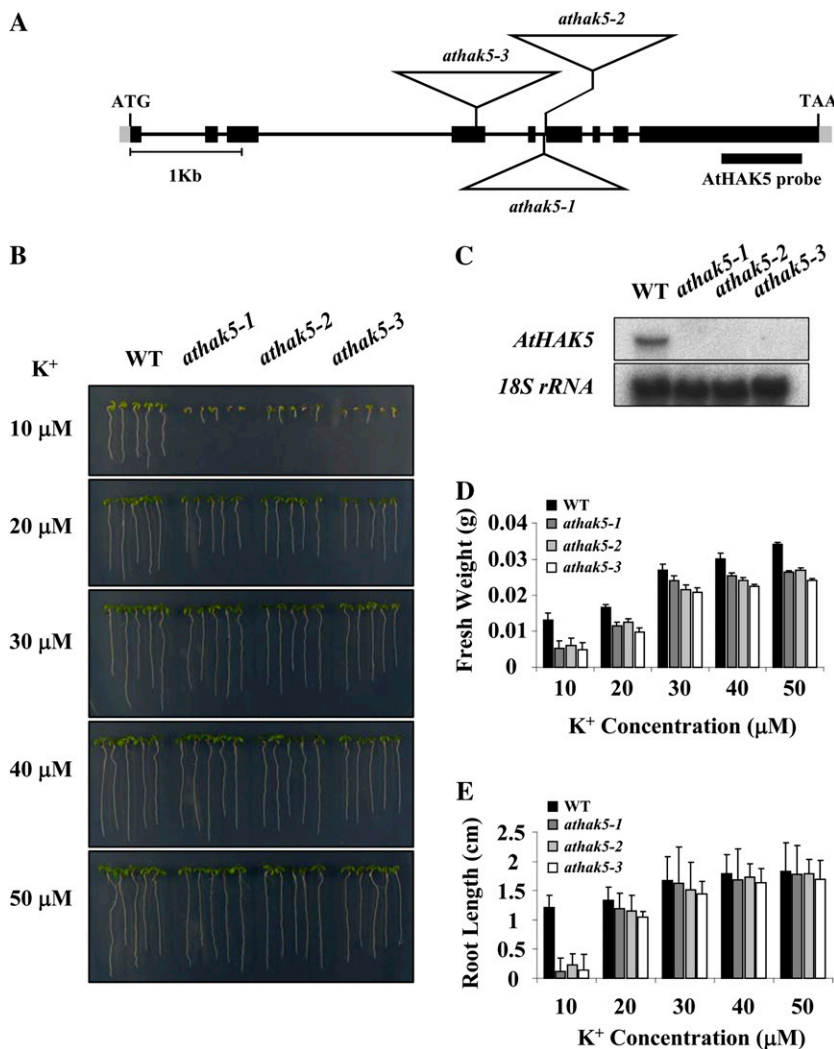 A
athak5-2
athak5-3
ATG
TAA
1Kb
AtHAK5 probe
athak5-1
B
K+
WT
athak5-1
athak5-2
athak5-3
10 µM
20 µM
30 µM
40 µM
50 µM
C
WT
athak5-1
athak5-2
athak5-3
AtHAK5
18S rRNA
D
WT
athak5-1
athak5-2
athak5-3
Fresh Weight (g)
0.04
0.03
0.02
0.01
0
10 20 30 40 50
K+ Concentration (µM)
E
WT
athak5-1
athak5-2
athak5-3
Root Length (cm)
2.5
2
1.5
1
0.5
0
10 20 30 40 50
K+ Concentration (µM)